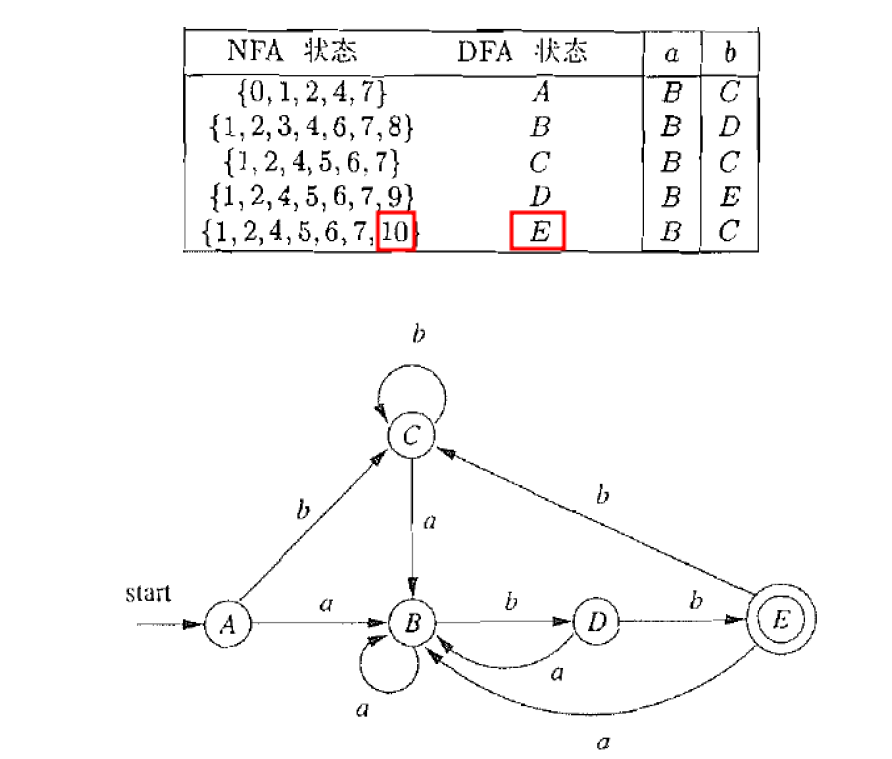 NFA 状态 DFA 状态 a b
{0, 1, 2, 4, 7} A B C
{1, 2, 3, 4, 6, 7, 8} B B D
{1, 2, 4, 5, 6, 7} C B C
{1, 2, 4, 5, 6, 7, 9} D B E
{1, 2, 4, 5, 6, 7, 10} E B C
b
C
b
b
a
start
A
a
B
b
D
b
E
a
a
a